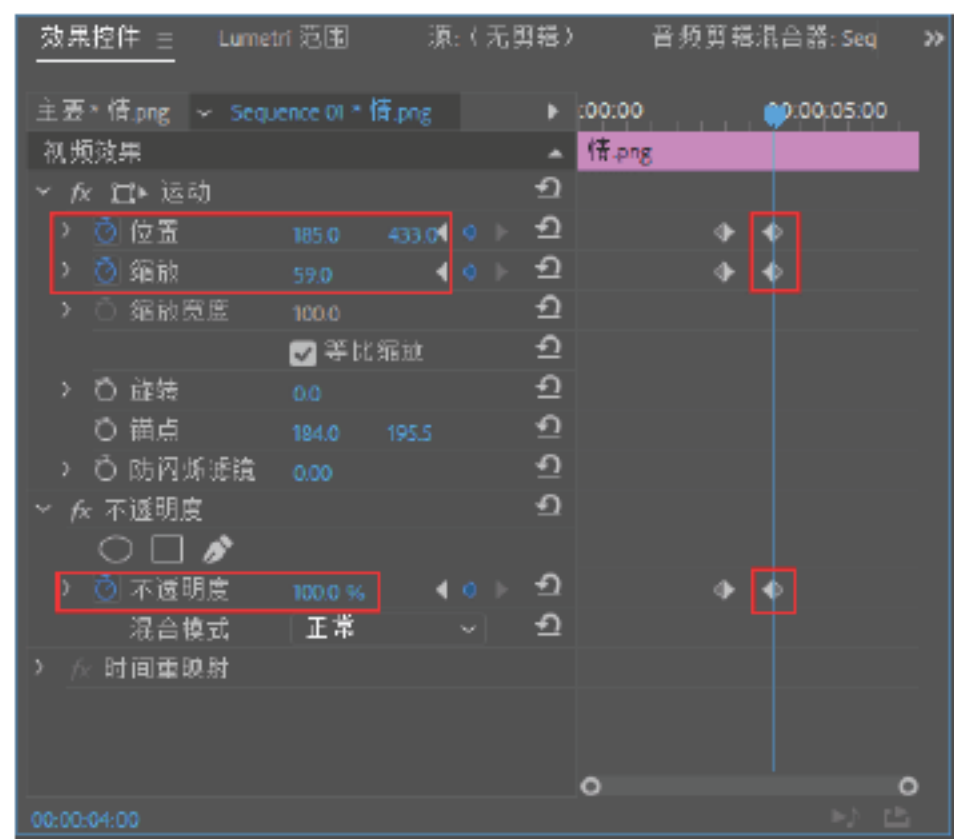 效果控件 ≡ Lumetri 范围 源:（无剪辑） 音频剪辑混合器: Seq »
主要 * 情.png Sequence 01 * 情.png :00:00 00:00:05:00
视频效果 情.png
fx 运动
位置 185.0 433.0
缩放 59.0
缩放宽度 100.0
等比缩放
旋转 0.0
锚点 184.0 195.5
防闪烁滤镜 0.00
fx 不透明度
不透明度 100.0 %
混合模式 正常
fx 时间重映射
00:00:04:00